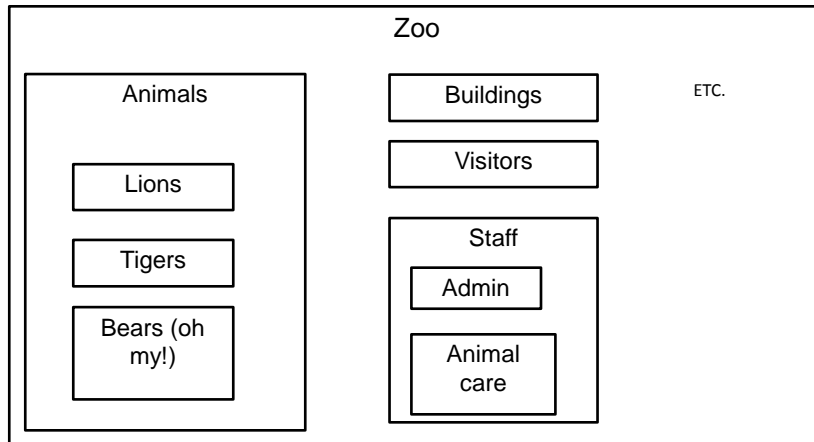 Zoo
Animals
Lions
Tigers
Bears (oh
my!)
Buildings
Visitors
Staff
Admin
Animal
care
ETC.